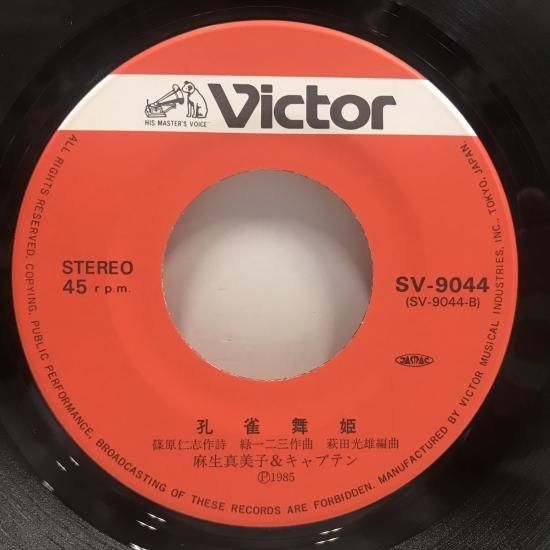 HIS MASTER'S VOICE
Victor
STEREO
45 r.p.m.
SV-9044
(SV-9044-B)
JASRAC
孔雀舞姫
篠原仁志作詩 緑一二三作曲 萩田光雄編曲
麻生真美子&キャプテン
Ⓟ1985
ALL RIGHTS RESERVED. COPYING, PUBLIC PERFORMANCE, BROADCASTING OF THESE RECORDS ARE FORBIDDEN. MANUFACTURED BY VICTOR MUSICAL INDUSTRIES, INC., TOKYO, JAPAN.